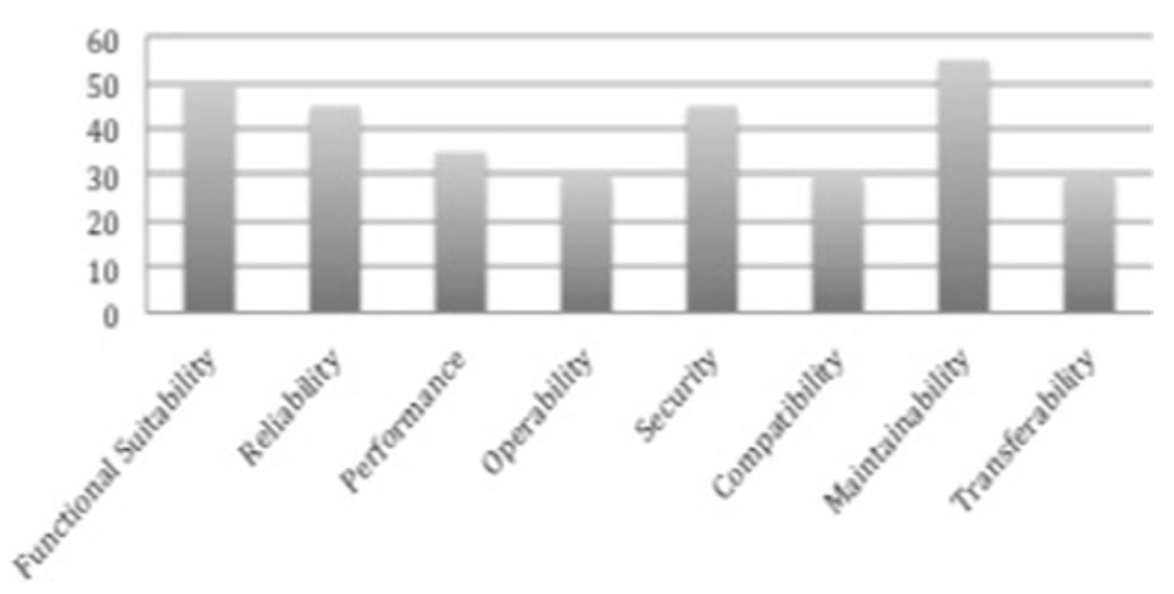 60
50
40
30
20
10
0
Functional Suitability
Reliability
Performance
Operability
Security
Compatibility
Maintainability
Transferability